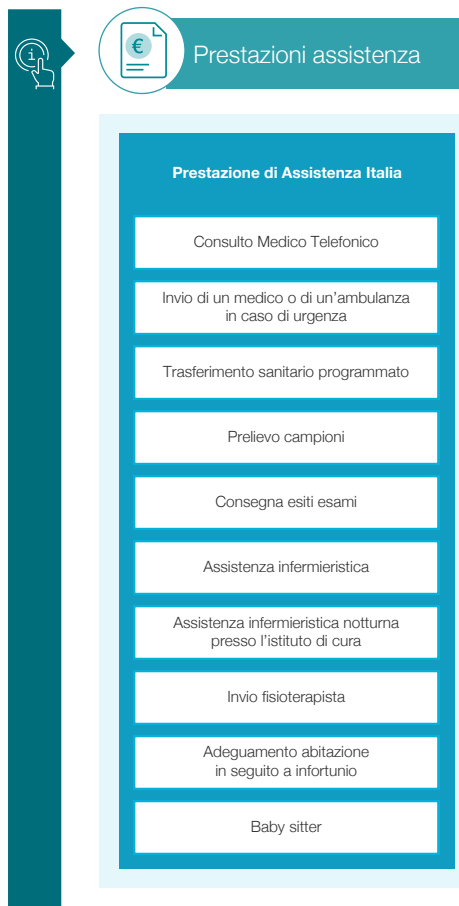 i
€
Prestazioni assistenza
Prestazione di Assistenza Italia
Consulto Medico Telefonico
Invio di un medico o di un'ambulanza
in caso di urgenza
Trasferimento sanitario programmato
Prelievo campioni
Consegna esiti esami
Assistenza infermieristica
Assistenza infermieristica notturna
presso l'istituto di cura
Invio fisioterapista
Adeguamento abitazione
in seguito a infortunio
Baby sitter